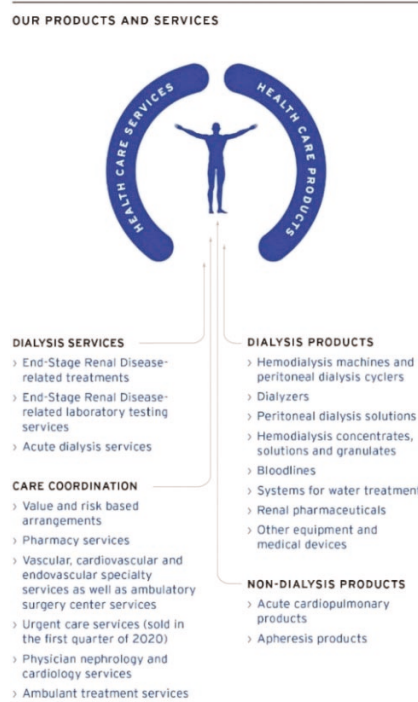 OUR PRODUCTS AND SERVICES
HEALTH CARE SERVICES
HEALTH CARE PRODUCTS
DIALYSIS SERVICES
› End-Stage Renal Disease-
related treatments
› End-Stage Renal Disease-
related laboratory testing
services
› Acute dialysis services
CARE COORDINATION
› Value and risk based
arrangements
› Pharmacy services
› Vascular, cardiovascular and
endovascular specialty
services as well as ambulatory
surgery center services
› Urgent care services (sold in
the first quarter of 2020)
› Physician nephrology and
cardiology services
› Ambulant treatment services
DIALYSIS PRODUCTS
› Hemodialysis machines and
peritoneal dialysis cyclers
› Dialyzers
› Peritoneal dialysis solutions
› Hemodialysis concentrates,
solutions and granulates
› Bloodlines
› Systems for water treatment
› Renal pharmaceuticals
› Other equipment and
medical devices
NON-DIALYSIS PRODUCTS
› Acute cardiopulmonary
products
› Apheresis products